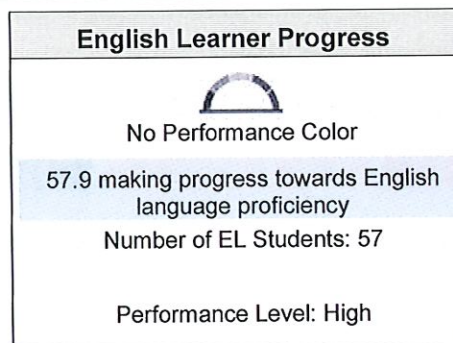 English Learner Progress
No Performance Color
57.9 making progress towards English
language proficiency
Number of EL Students: 57
Performance Level: High